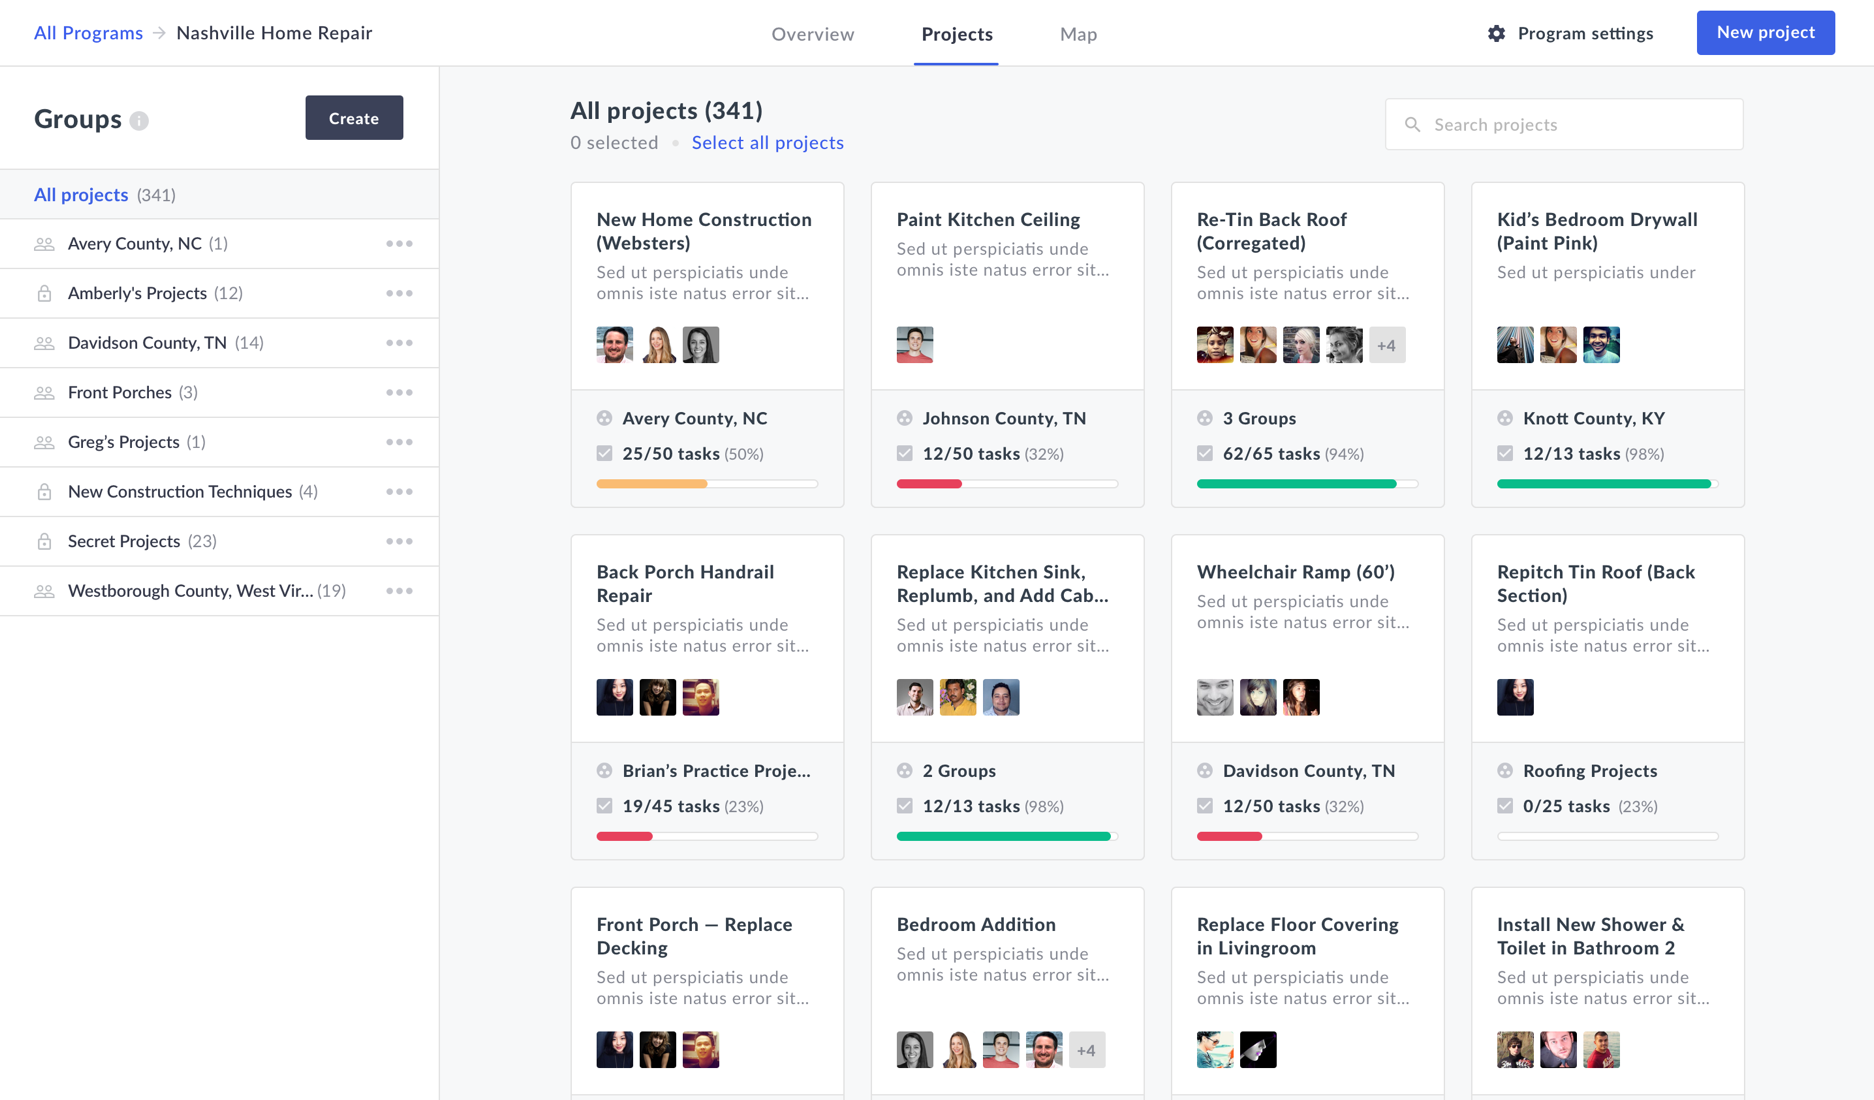 All Programs → Nashville Home Repair
Overview
Projects
Map
Program settings
New project
Groups
Create
All projects (341)
Avery County, NC (1)
Amberly's Projects (12)
Davidson County, TN (14)
Front Porches (3)
Greg’s Projects (1)
New Construction Techniques (4)
Secret Projects (23)
Westborough County, West Vir... (19)
All projects (341)
0 selected • Select all projects
Search projects
New Home Construction
(Websters)
Sed ut perspiciatis unde
omnis iste natus error sit...
Avery County, NC
25/50 tasks (50%)
Paint Kitchen Ceiling
Sed ut perspiciatis unde
omnis iste natus error sit...
Johnson County, TN
12/50 tasks (32%)
Re-Tin Back Roof
(Corregated)
Sed ut perspiciatis unde
omnis iste natus error sit...
+4
3 Groups
62/65 tasks (94%)
Kid’s Bedroom Drywall
(Paint Pink)
Sed ut perspiciatis under
Knott County, KY
12/13 tasks (98%)
Back Porch Handrail
Repair
Sed ut perspiciatis unde
omnis iste natus error sit...
Brian’s Practice Proje...
19/45 tasks (23%)
Replace Kitchen Sink,
Replumb, and Add Cab...
Sed ut perspiciatis unde
omnis iste natus error sit...
2 Groups
12/13 tasks (98%)
Wheelchair Ramp (60’)
Sed ut perspiciatis unde
omnis iste natus error sit...
Davidson County, TN
12/50 tasks (32%)
Repitch Tin Roof (Back
Section)
Sed ut perspiciatis unde
omnis iste natus error sit...
Roofing Projects
0/25 tasks (23%)
Front Porch — Replace
Decking
Sed ut perspiciatis unde
omnis iste natus error sit...
Bedroom Addition
Sed ut perspiciatis unde
omnis iste natus error sit...
+4
Replace Floor Covering
in Livingroom
Sed ut perspiciatis unde
omnis iste natus error sit...
Install New Shower &
Toilet in Bathroom 2
Sed ut perspiciatis unde
omnis iste natus error sit...